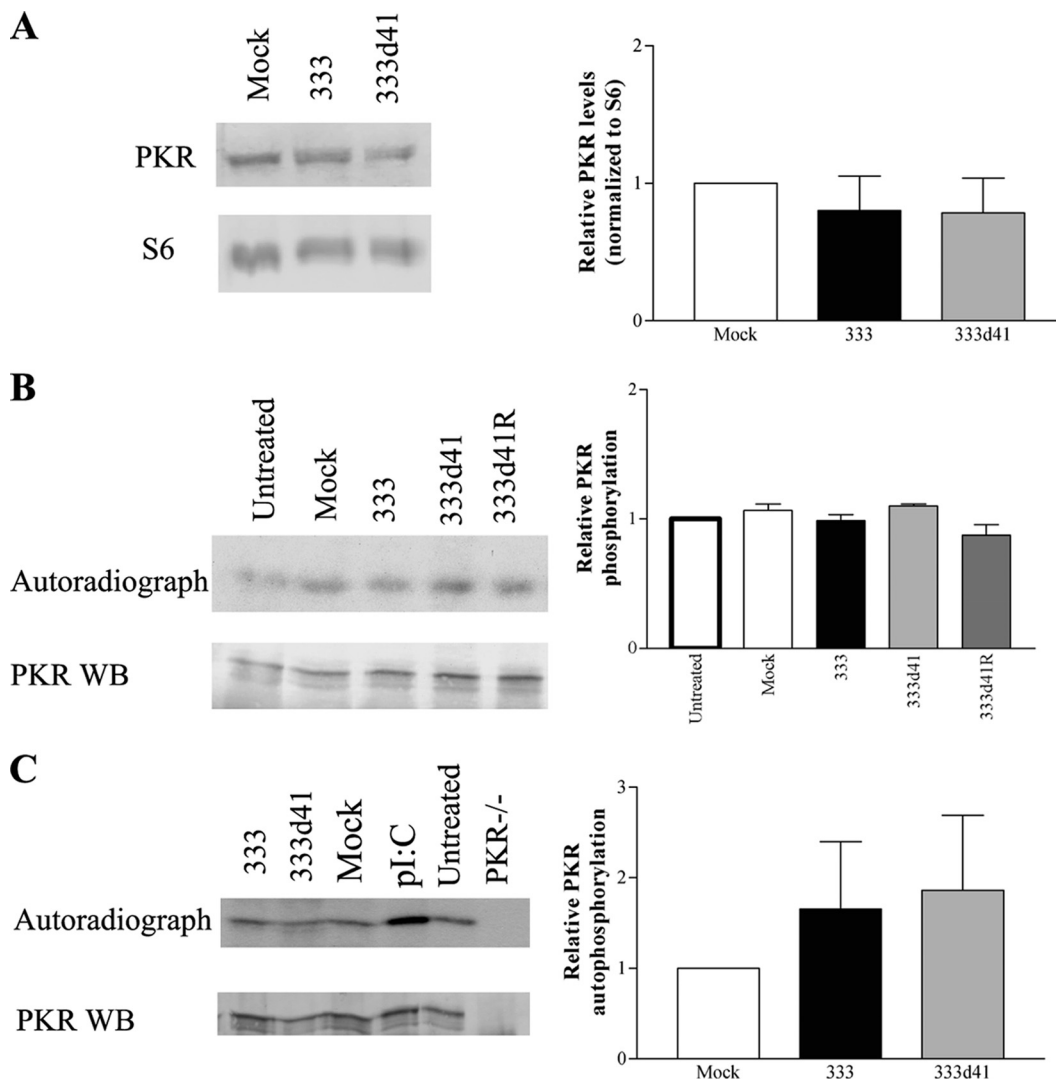 A
Mock
333
333d41
PKR
S6
Relative PKR levels
(normalized to S6)
2
1
0
Mock
333
333d41
B
Untreated
Mock
333
333d41
333d41R
Autoradiograph
PKR WB
Relative PKR
phosphorylation
2
1
0
Untreated
Mock
333
333d41
333d41R
C
333
333d41
Mock
pI:C
Untreated
PKR-/-
Autoradiograph
PKR WB
Relative PKR
autophosphorylation
3
2
1
0
Mock
333
333d41